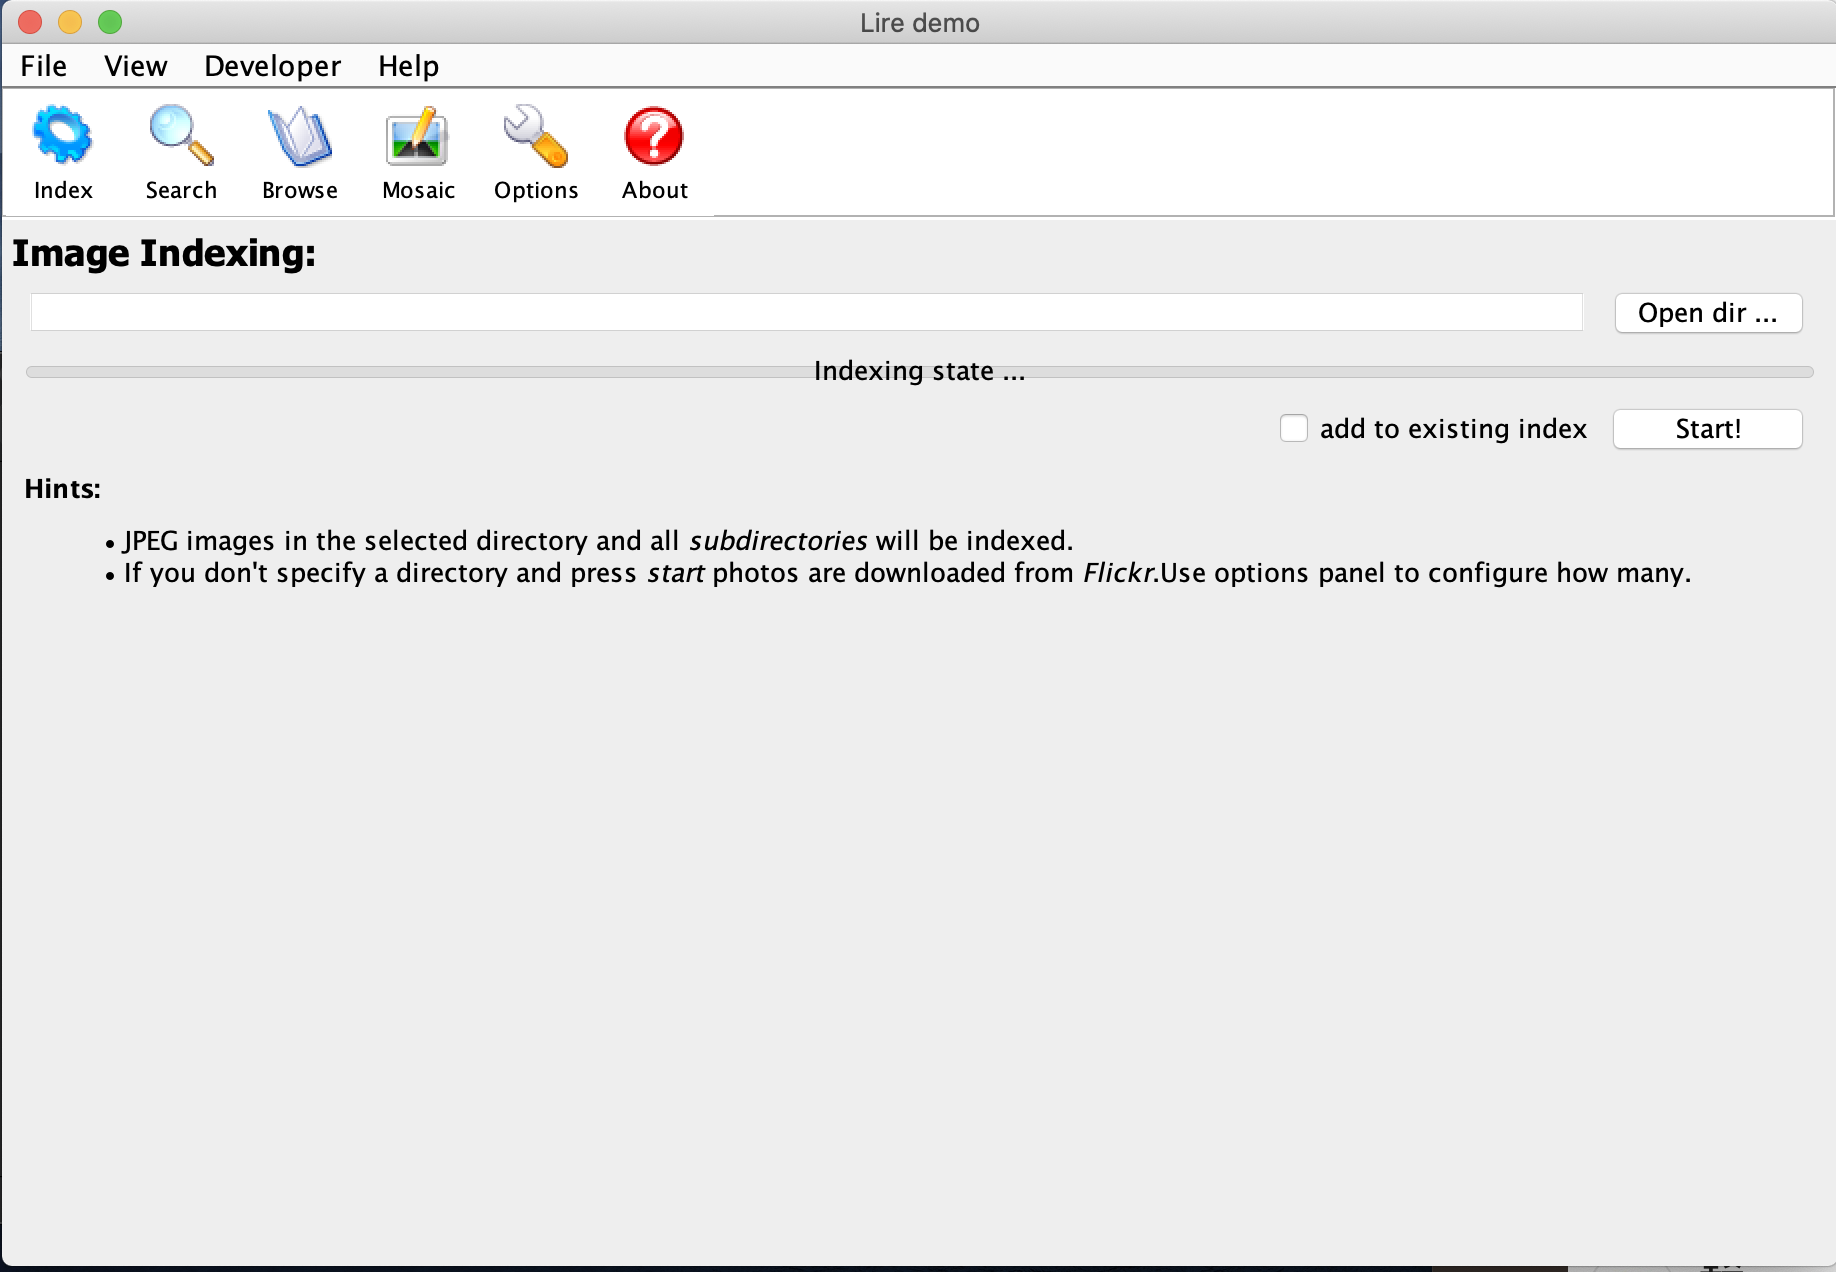 Lire demo
File View Developer Help
Index Search Browse Mosaic Options About
Image Indexing:
Open dir ...
Indexing state ...
add to existing index Start!
Hints:
• JPEG images in the selected directory and all subdirectories will be indexed.
• If you don't specify a directory and press start photos are downloaded from Flickr.Use options panel to configure how many.